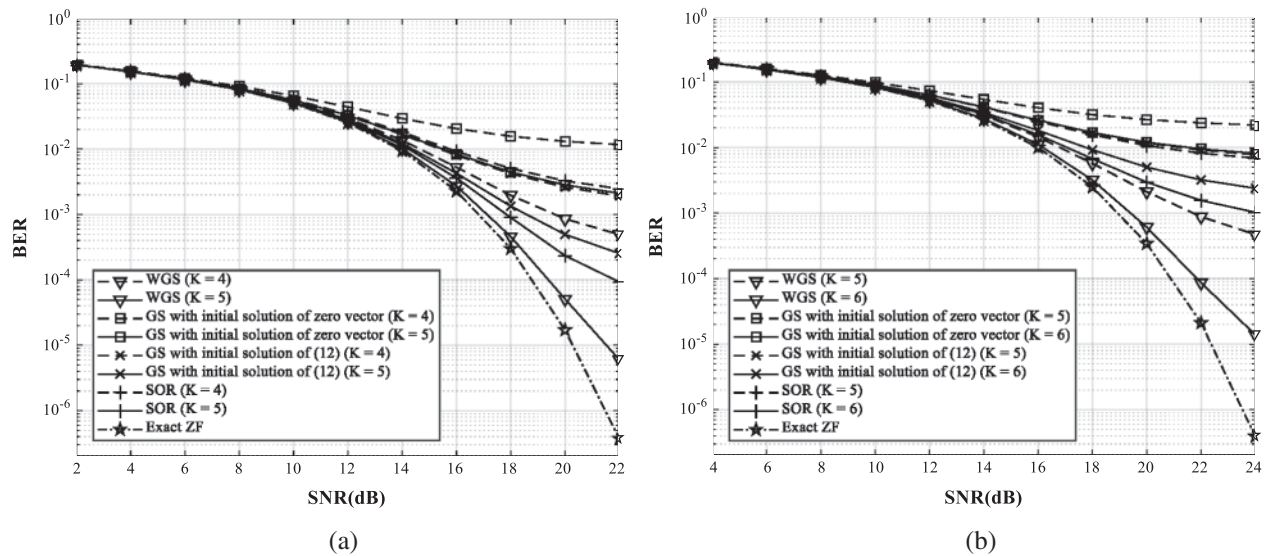 10^0
10^-1
10^-2
10^-3
10^-4
10^-5
10^-6
BER
WGS (K = 4)
WGS (K = 5)
GS with initial solution of zero vector (K = 4)
GS with initial solution of zero vector (K = 5)
GS with initial solution of (12) (K = 4)
GS with initial solution of (12) (K = 5)
SOR (K = 4)
SOR (K = 5)
Exact ZF
2 4 6 8 10 12 14 16 18 20 22
SNR(dB)
(a)
10^0
10^-1
10^-2
10^-3
10^-4
10^-5
10^-6
BER
WGS (K = 5)
WGS (K = 6)
GS with initial solution of zero vector (K = 5)
GS with initial solution of zero vector (K = 6)
GS with initial solution of (12) (K = 5)
GS with initial solution of (12) (K = 6)
SOR (K = 5)
SOR (K = 6)
Exact ZF
4 6 8 10 12 14 16 18 20 22 24
SNR(dB)
(b)